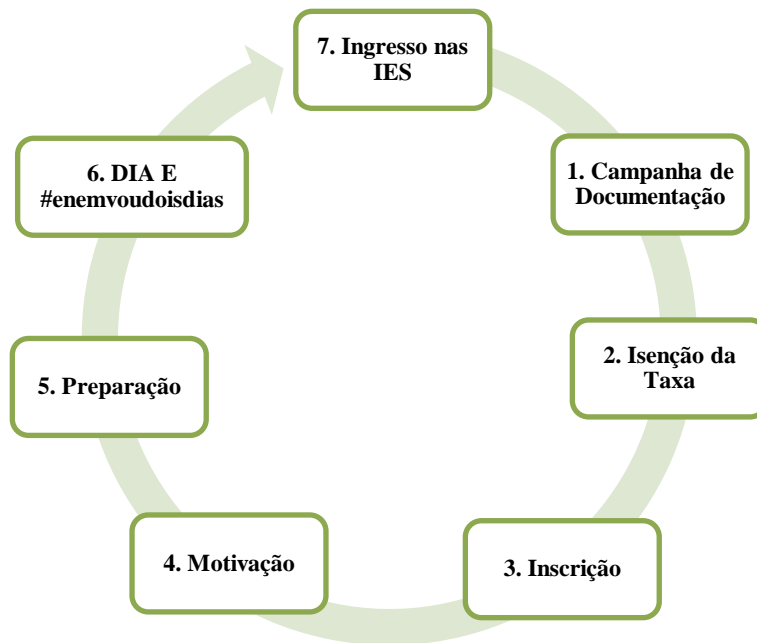 7. Ingresso nas
IES
1. Campanha de
Documentação
2. Isenção da
Taxa
3. Inscrição
4. Motivação
5. Preparação
6. DIA E
#enemvoudoisdias